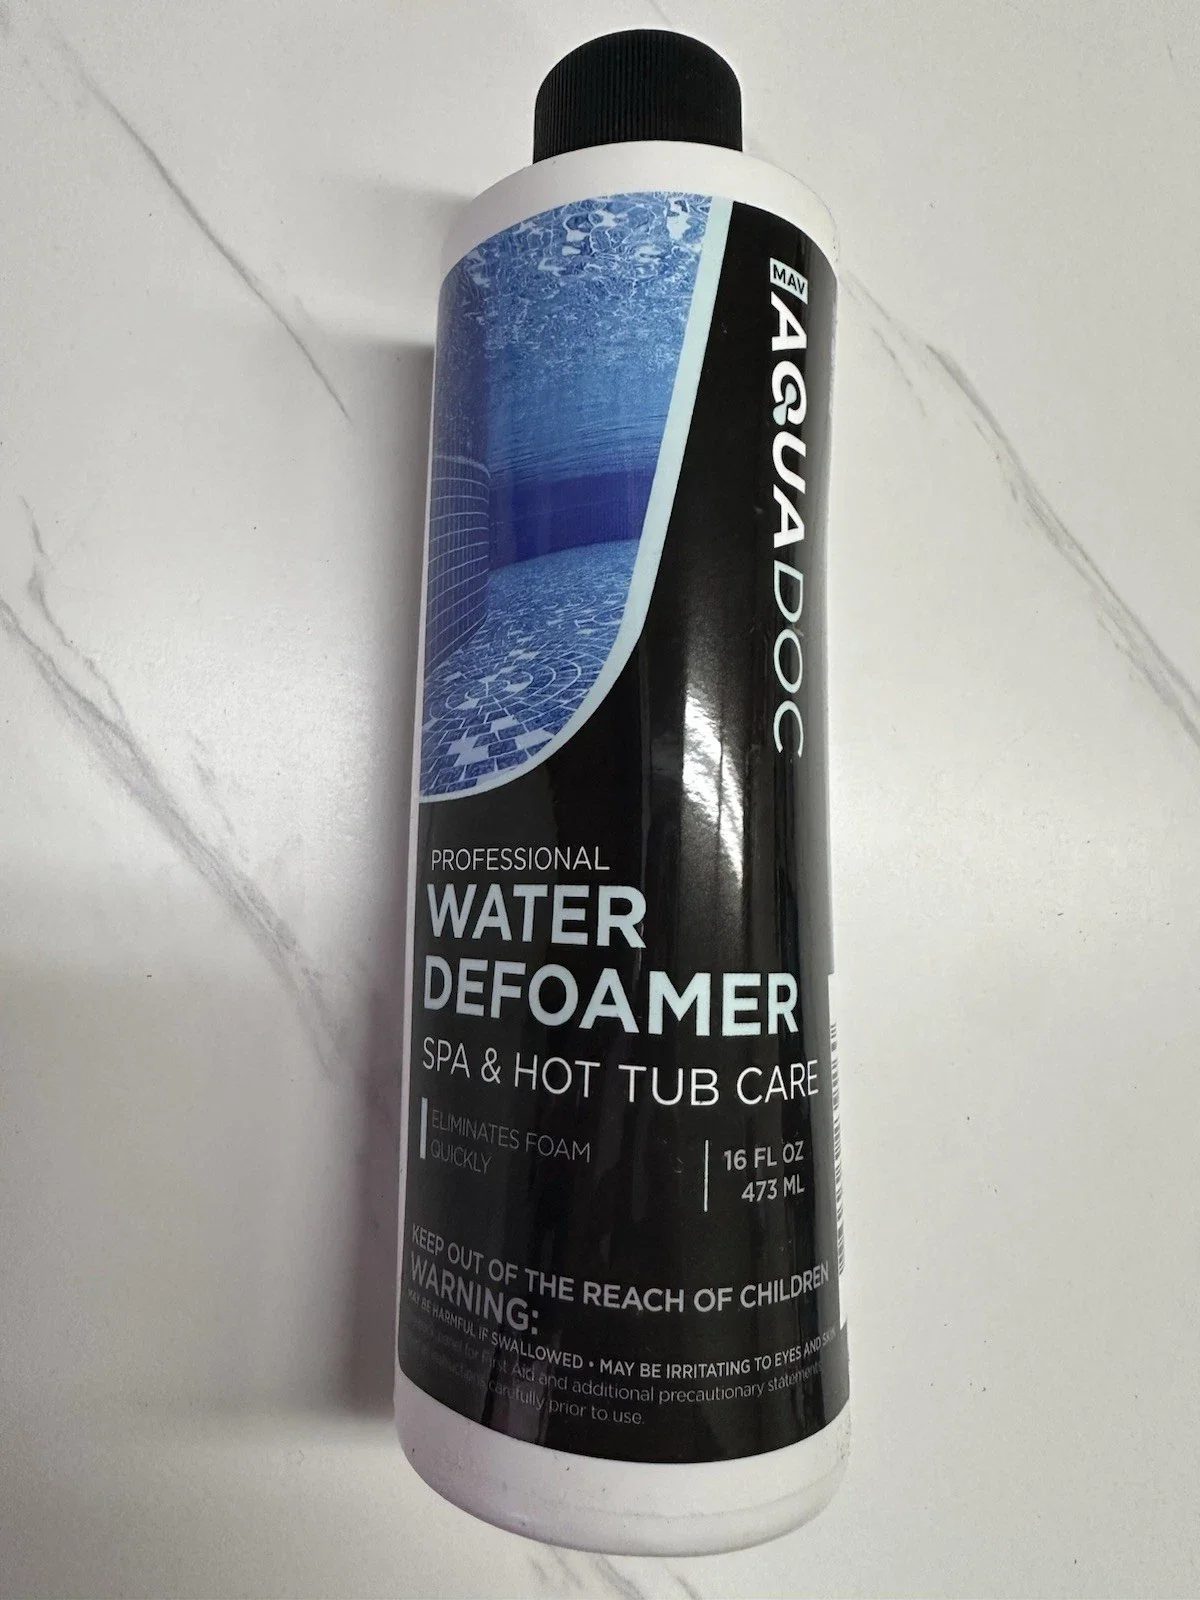 MAV
AQUADOC
PROFESSIONAL
WATER
DEFOAMER
SPA & HOT TUB CARE
ELIMINATES FOAM
QUICKLY
16 FL OZ
473 ML
KEEP OUT OF THE REACH OF CHILDREN
WARNING:
MAY BE HARMFUL IF SWALLOWED • MAY BE IRRITATING TO EYES AND SKIN
panel for First Aid and additional precautionary statements
instructions carefully prior to use.